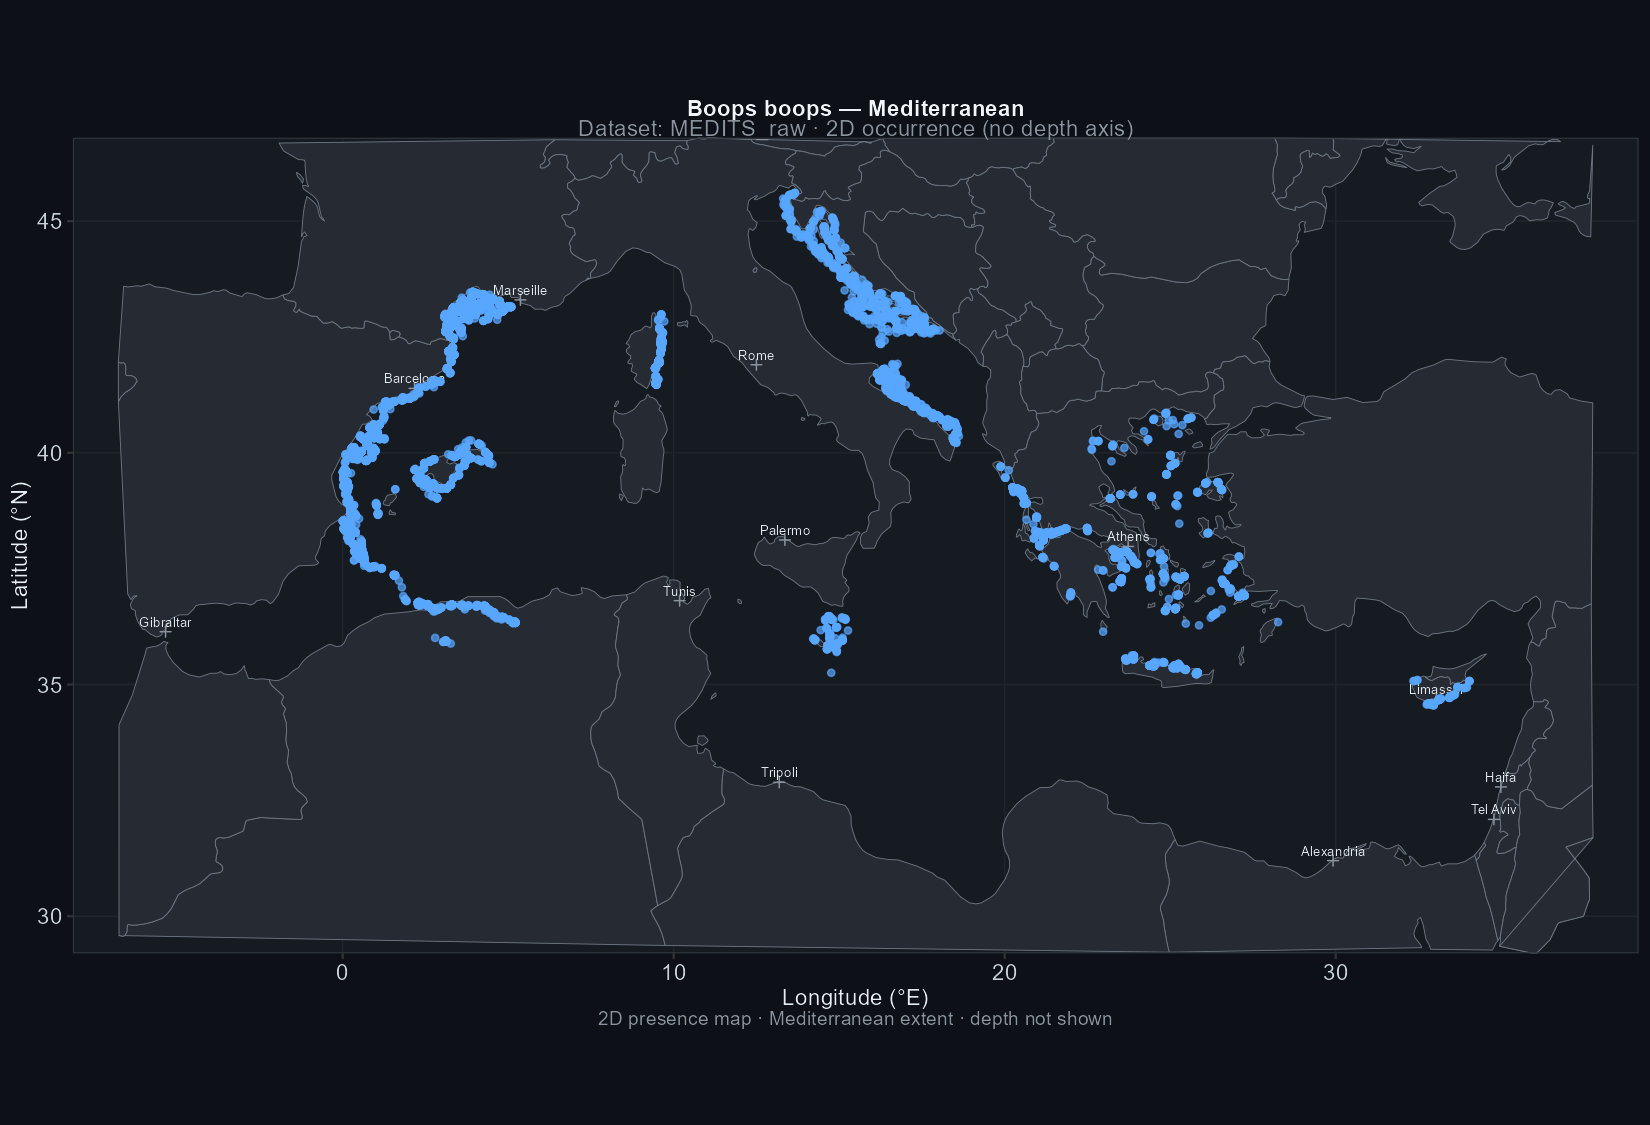 Boops boops — Mediterranean
Dataset: MEDITS_raw · 2D occurrence (no depth axis)
45
40
35
30
Latitude (°N)
Marseille
Rome
Athens
Palermo
Tunis
Gibraltar
Tripoli
Haifa
Tel Aviv
Alexandria
0
10
20
30
Longitude (°E)
2D presence map · Mediterranean extent · depth not shown